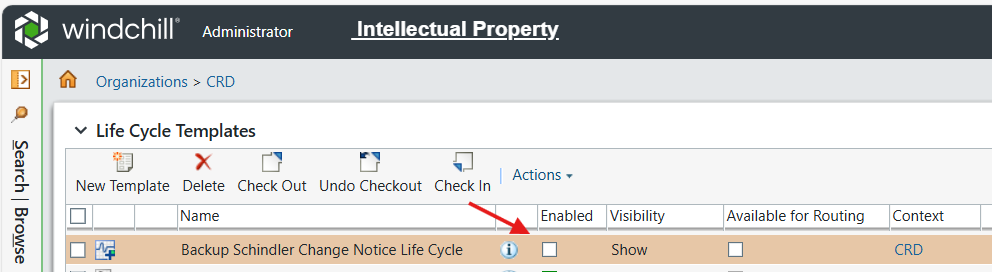 windchill® Administrator Intellectual Property
Organizations > CRD
Life Cycle Templates
New Template Delete Check Out Undo Checkout Check In Actions
Name Enabled Visibility Available for Routing Context
Backup Schindler Change Notice Life Cycle Show CRD
Search | Browse